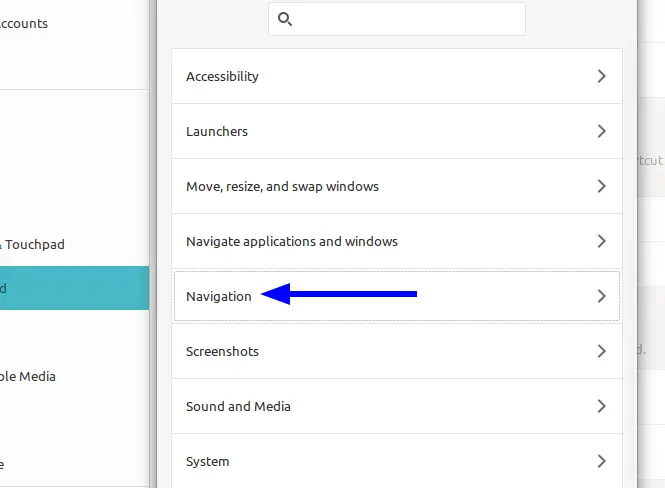 ccounts
Accessibility
Launchers
rtcut
Move, resize, and swap windows
Navigate applications and windows
& Touchpad
d
Navigation
Screenshots
d.
ble Media
Sound and Media
System
e